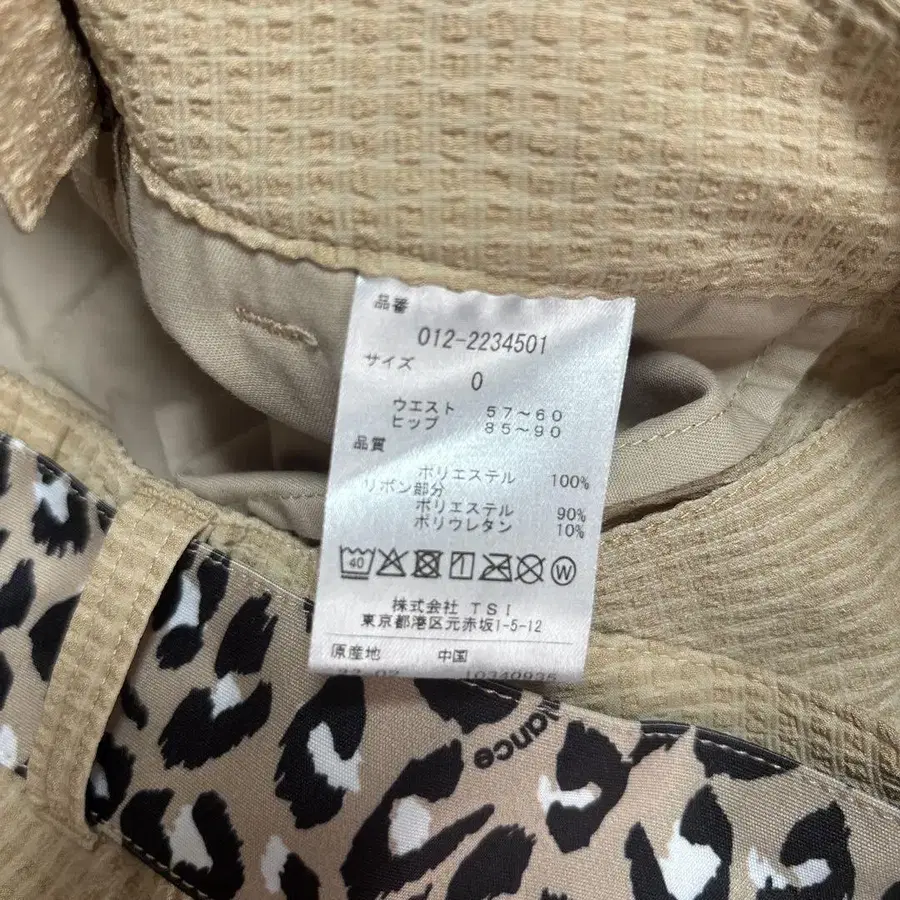 品番
012-2234501
サイズ
0
ウエスト 57～60
ヒップ 85～90
品質
ポリエステル 100%
リボン部分
ポリエステル 90%
ポリウレタン 10%
40
W
株式会社 TSI
東京都港区元赤坂1-5-12
原産地 中国
lance